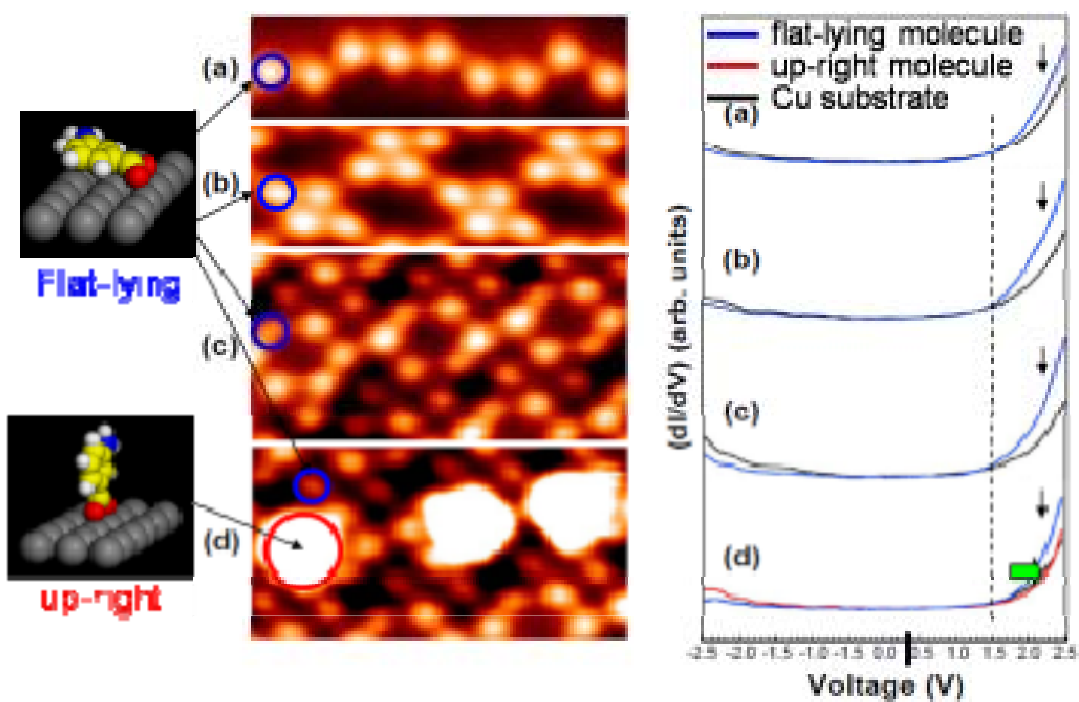 (a)
(b)
Flat-lying
(c)
(d)
up-right
flat-lying molecule
up-right molecule
Cu substrate
(a)
(b)
(c)
(d)
(dI/dV) (arb. units)
-2.5 -2.0 -1.5 -1.0 -0.5 0.0 0.5 1.0 1.5 2.0 2.5
Voltage (V)